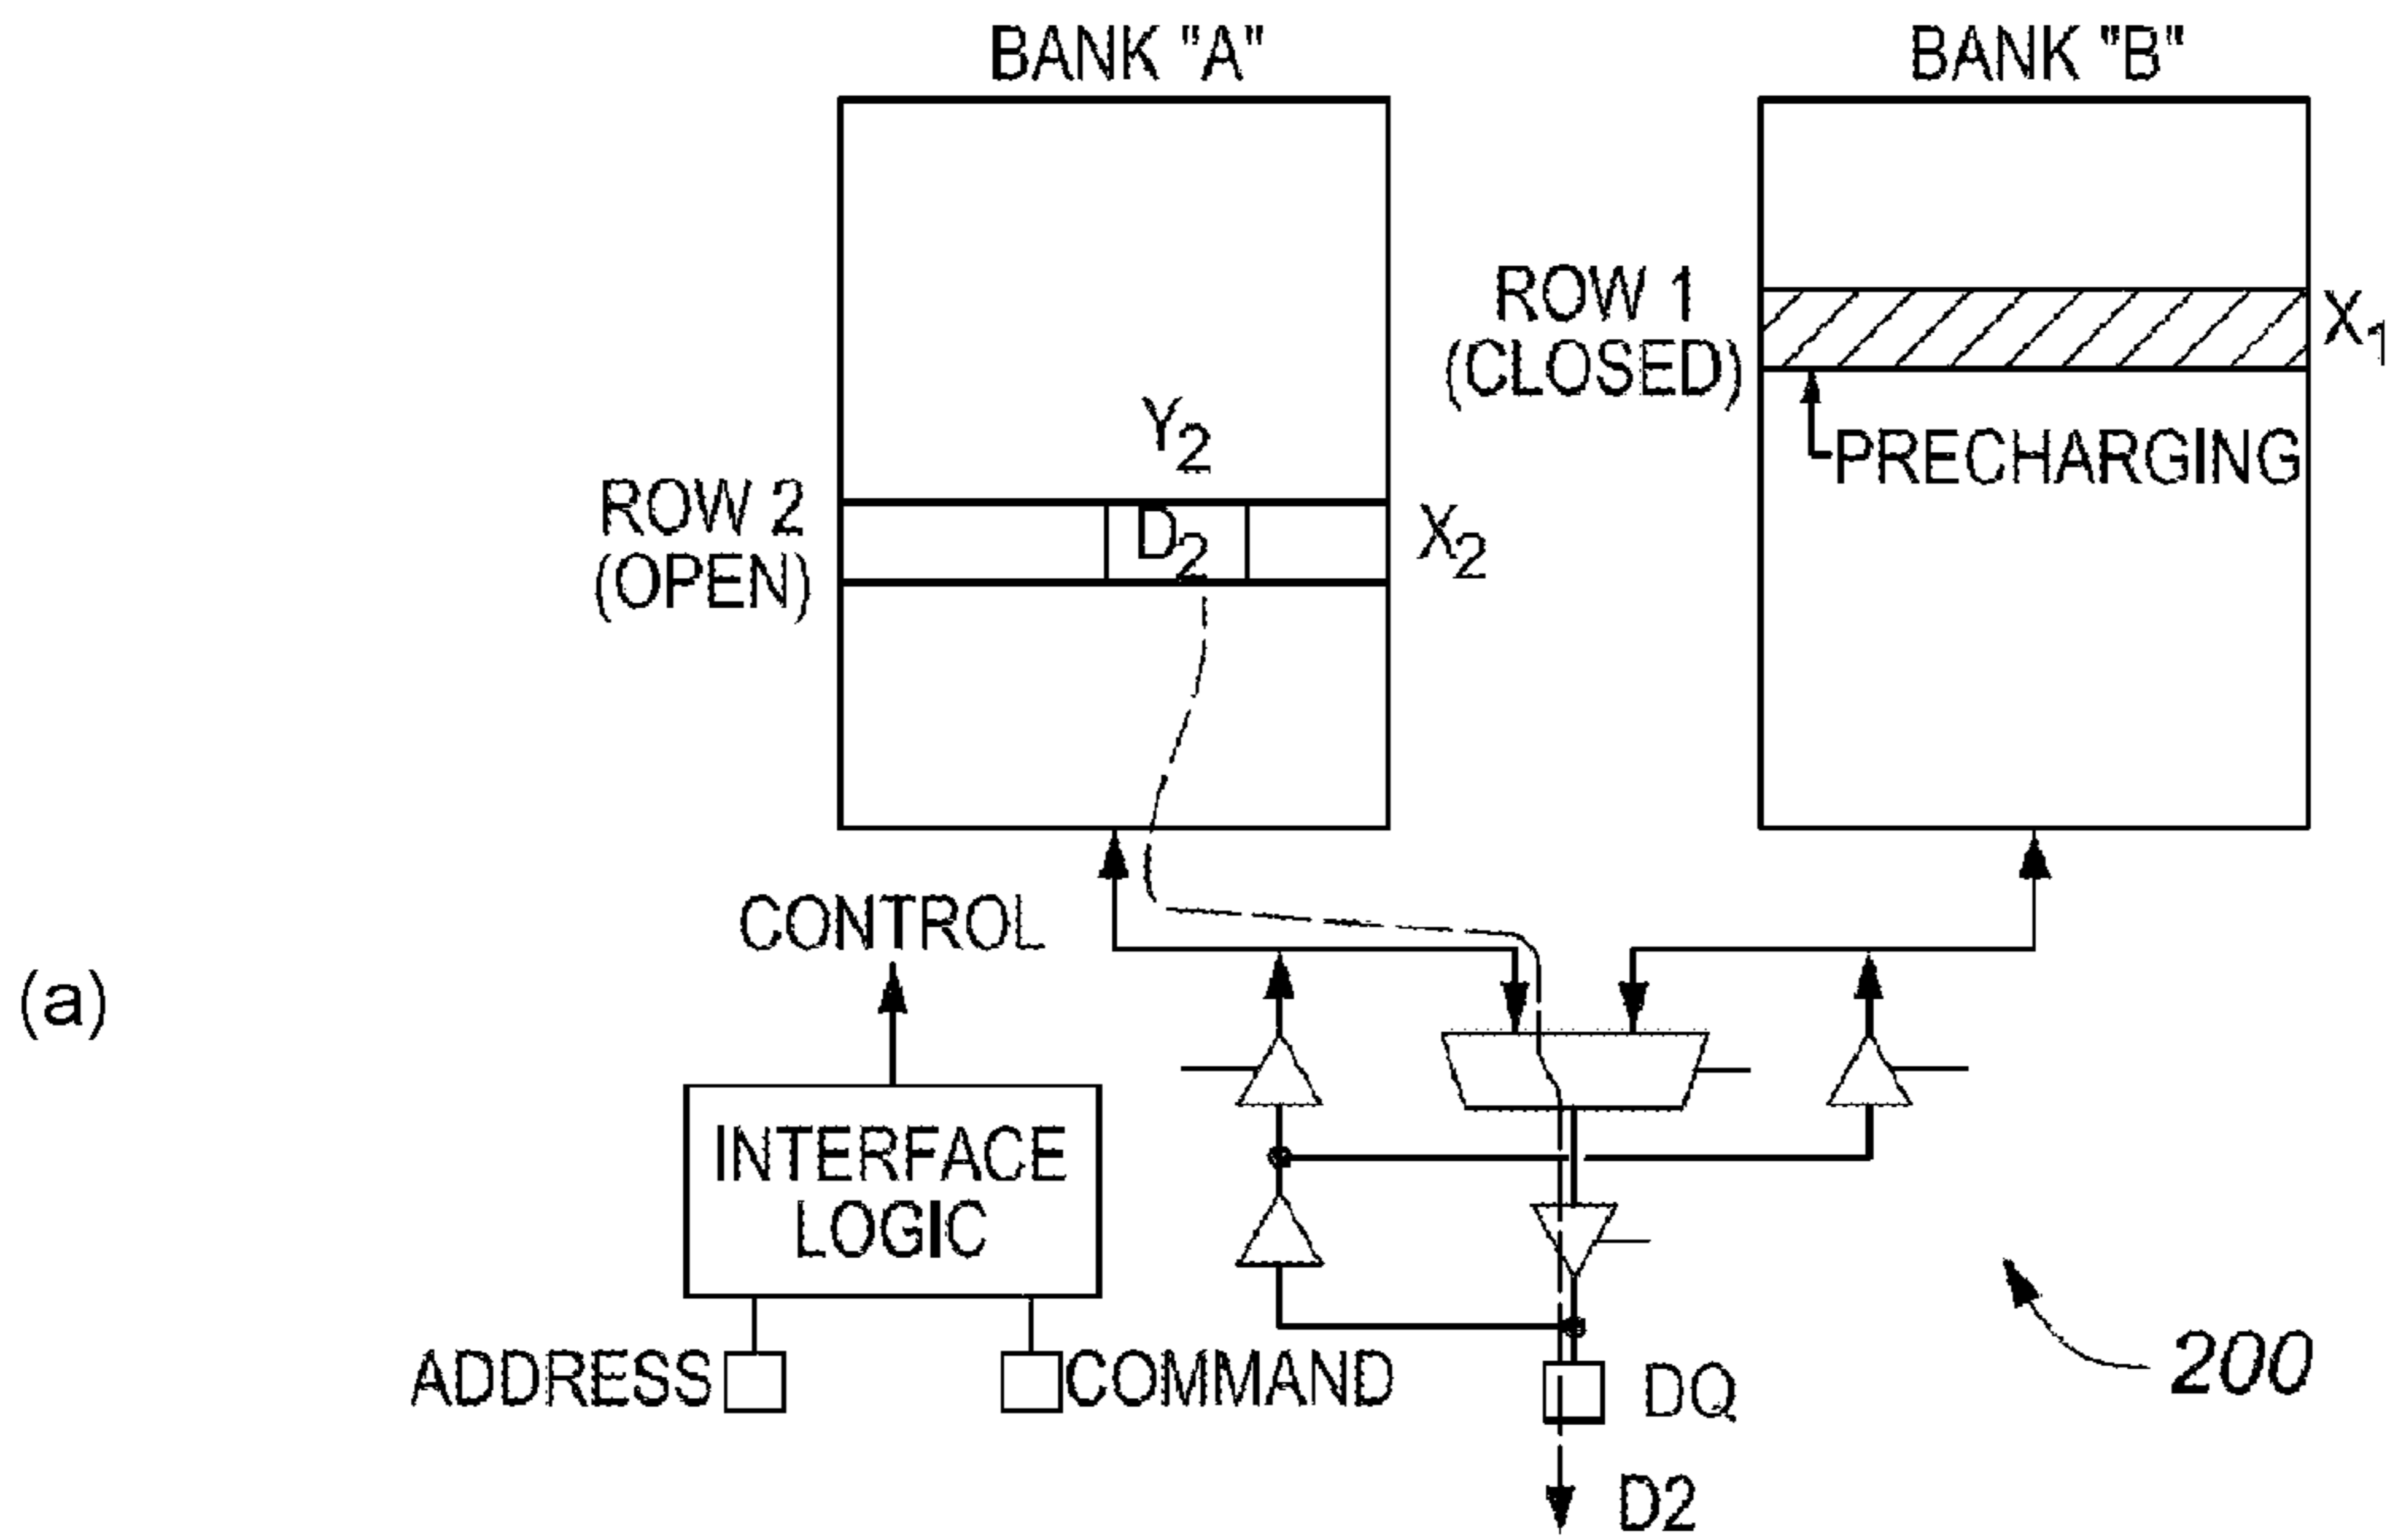 BANK "A"
BANK "B"
ROW 1
(CLOSED)
X1
PRECHARGING
Y2
ROW 2
(OPEN)
D2
X2
CONTROL
(a)
INTERFACE
LOGIC
ADDRESS
COMMAND
DQ
200
D2